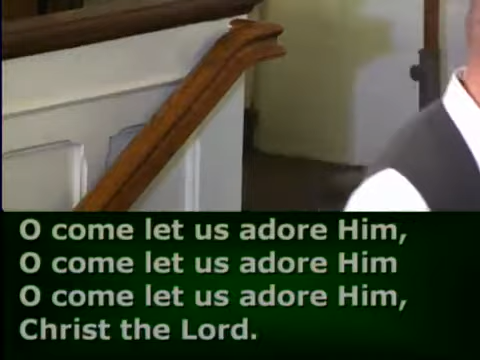 O come let us adore Him,
O come let us adore Him
O come let us adore Him,
Christ the Lord.